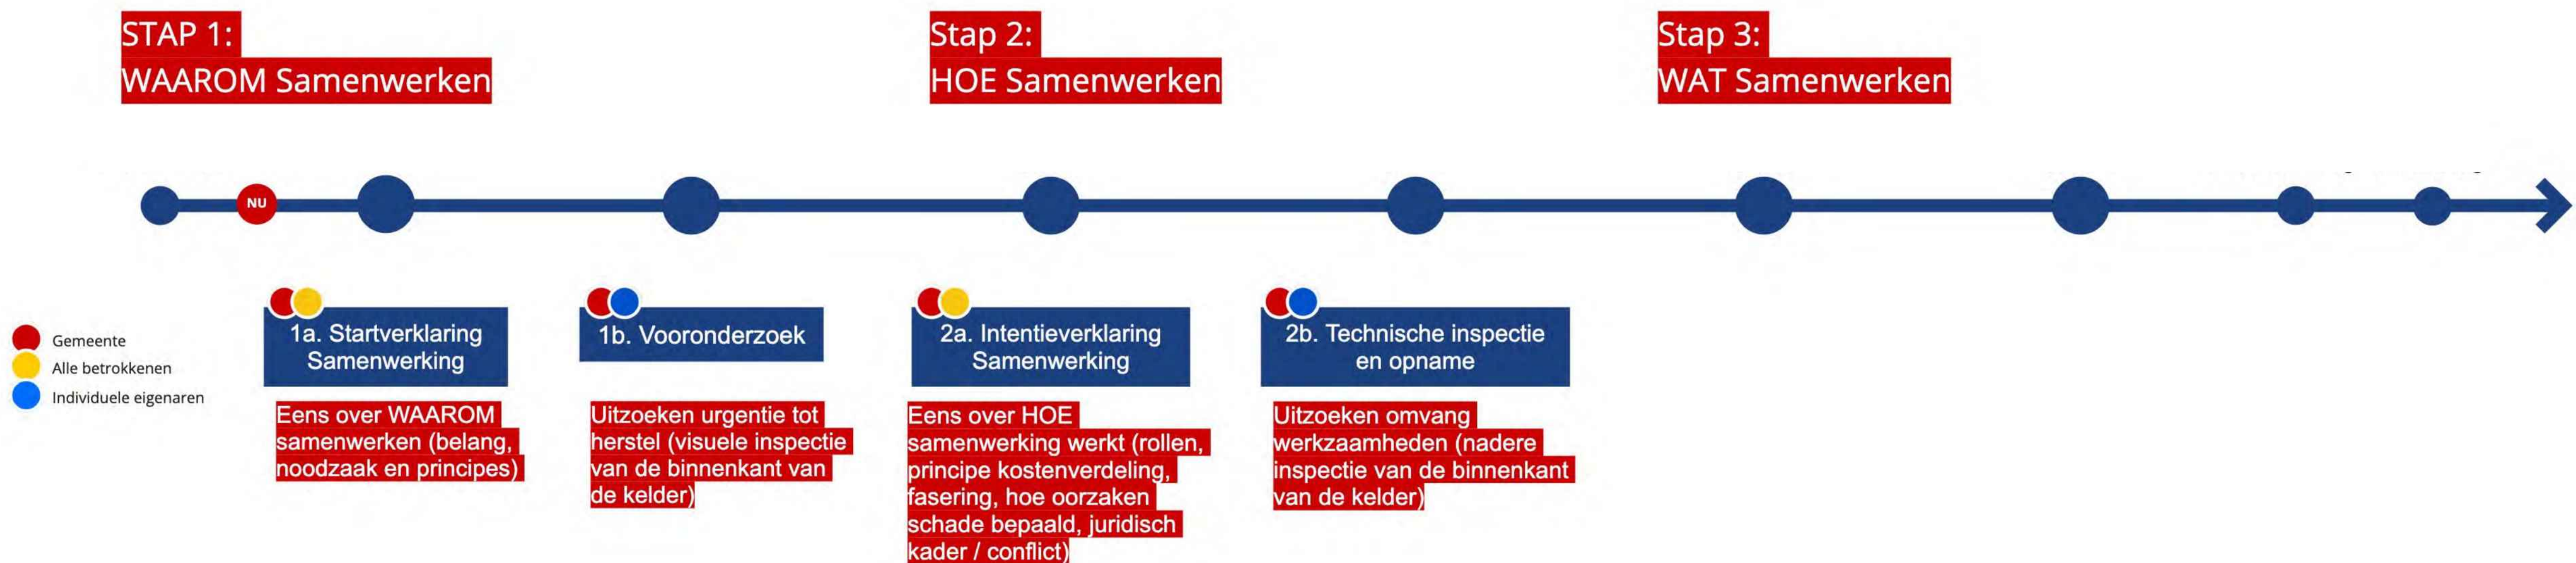 STAP 1:
WAAROM Samenwerken
Stap 2:
HOE Samenwerken
Stap 3:
WAT Samenwerken
NU
Gemeente
Alle betrokkenen
Individuele eigenaren
1a. Startverklaring
Samenwerking
Eens over WAAROM
samenwerken (belang,
noodzaak en principes)
1b. Vooronderzoek
Uitzoeken urgentie tot
herstel (visuele inspectie
van de binnenkant van
de kelder)
2a. Intentieverklaring
Samenwerking
Eens over HOE
samenwerking werkt (rollen,
principe kostenverdeling,
fasering, hoe oorzaken
schade bepaald, juridisch
kader / conflict)
2b. Technische inspectie
en opname
Uitzoeken omvang
werkzaamheden (nadere
inspectie van de binnenkant
van de kelder)